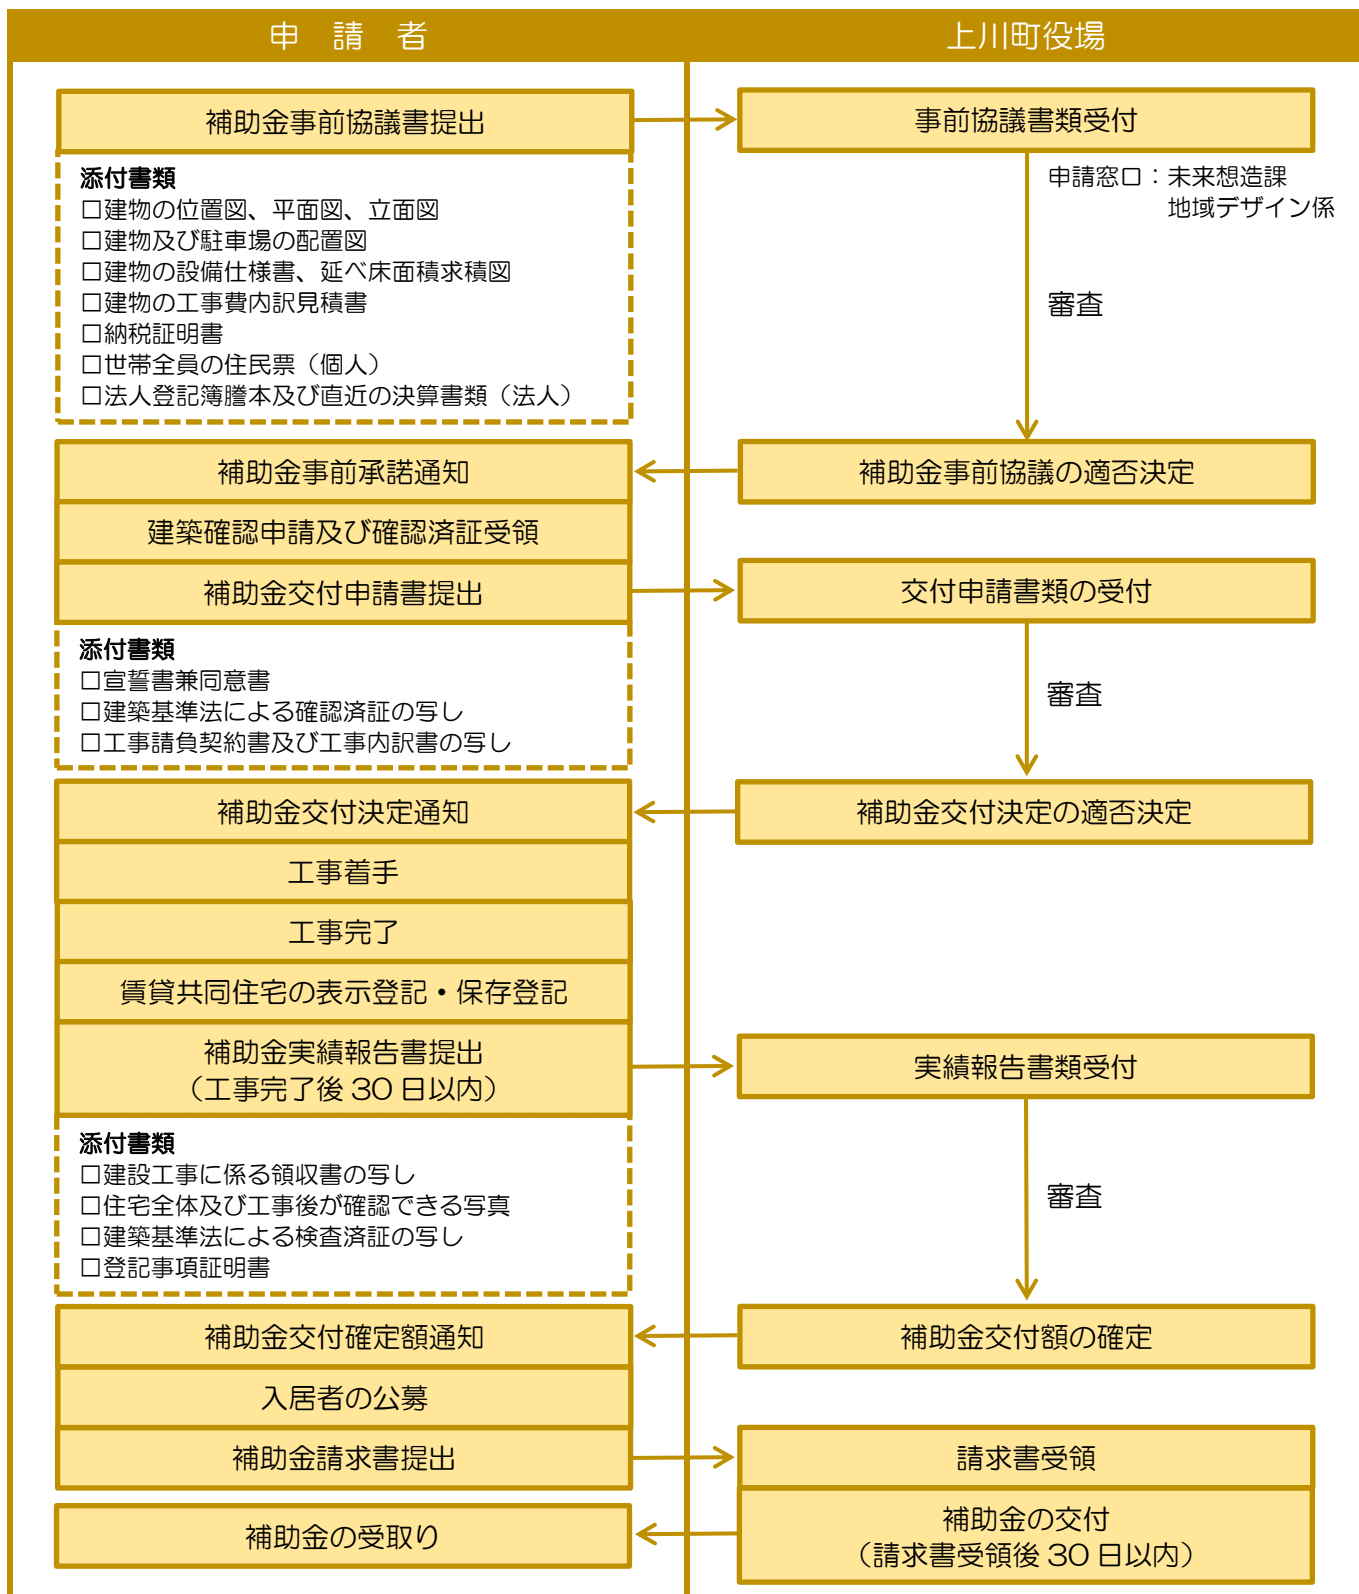 申　請　者
上川町役場
補助金事前協議書提出
事前協議書類受付
添付書類
□建物の位置図、平面図、立面図
□建物及び駐車場の配置図
□建物の設備仕様書、延べ床面積求積図
□建物の工事費内訳見積書
□納税証明書
□世帯全員の住民票（個人）
□法人登記簿謄本及び直近の決算書類（法人）
申請窓口：未来想造課
地域デザイン係
審査
補助金事前承諾通知
補助金事前協議の適否決定
建築確認申請及び確認済証受領
補助金交付申請書提出
交付申請書類の受付
添付書類
□宣誓書兼同意書
□建築基準法による確認済証の写し
□工事請負契約書及び工事内訳書の写し
審査
補助金交付決定通知
補助金交付決定の適否決定
工事着手
工事完了
賃貸共同住宅の表示登記・保存登記
補助金実績報告書提出
（工事完了後 30 日以内）
実績報告書類受付
添付書類
□建設工事に係る領収書の写し
□住宅全体及び工事後が確認できる写真
□建築基準法による検査済証の写し
□登記事項証明書
審査
補助金交付確定額通知
補助金交付額の確定
入居者の公募
補助金請求書提出
請求書受領
補助金の受取り
補助金の交付
（請求書受領後 30 日以内）